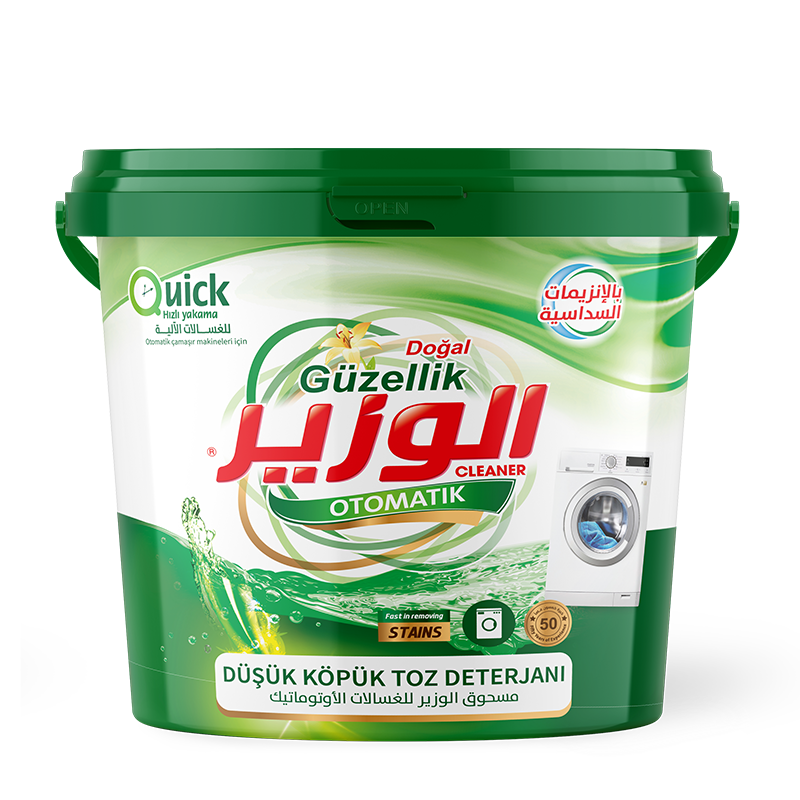 OPEN
Quick
Hızlı yakama
للغســالات الآلية
Otomatik çamaşır makineleri için
بالإنزيمات
السداسية
Doğal
Güzellik
الوزير
®
CLEANER
OTOMATIK
Fast in removing
STAINS
50
DÜŞÜK KÖPÜK TOZ DETERJANI
مسحوق الوزير للغسالات الأوتوماتيك